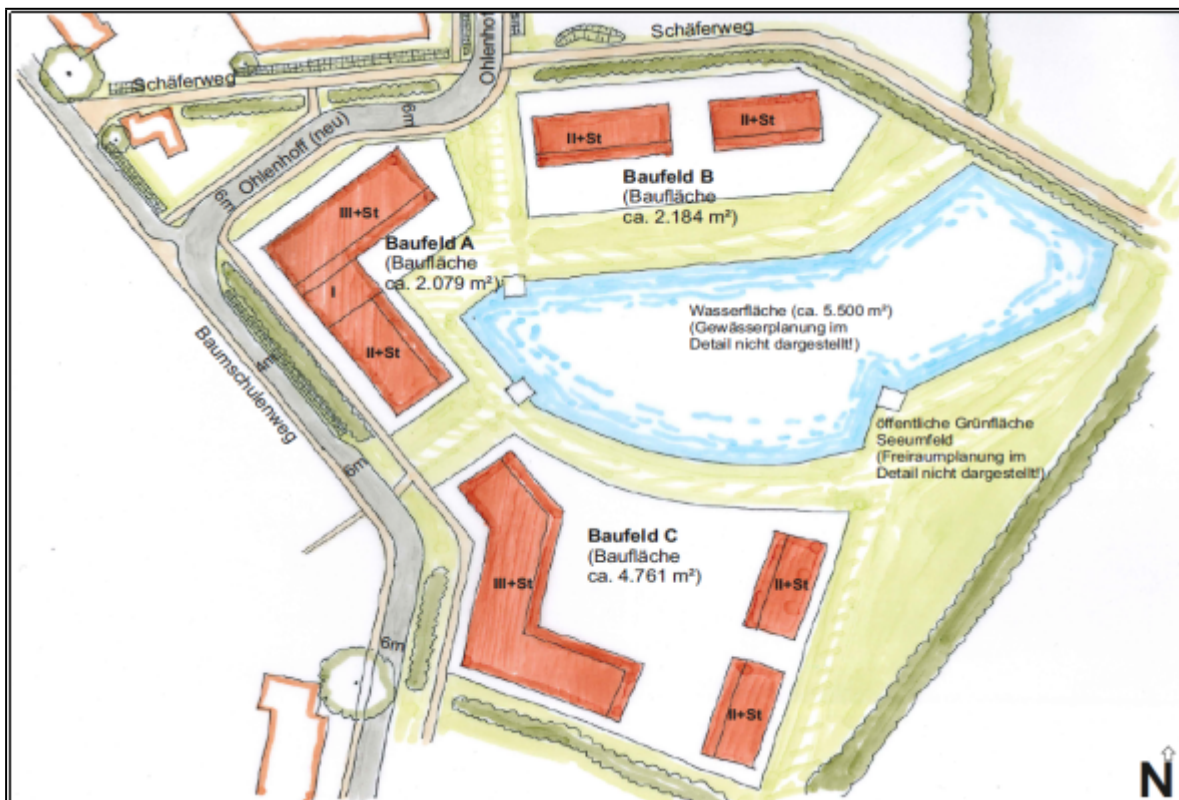 Schäferweg
Schäferweg
Ohlenhoff
Ohlenhoff (neu)
6m
6m
II+St
II+St
Baufeld B
(Baufläche
ca. 2.184 m²)
III+St
I
II+St
Baufeld A
(Baufläche
ca. 2.079 m²)
Wasserfläche (ca. 5.500 m²)
(Gewässerplanung im
Detail nicht dargestellt!)
Baumschulenweg
4m
6m
6m
öffentliche Grünfläche
Seeumfeld
(Freiraumplanung im
Detail nicht dargestellt!)
Baufeld C
(Baufläche
ca. 4.761 m²)
III+St
II+St
II+St
N